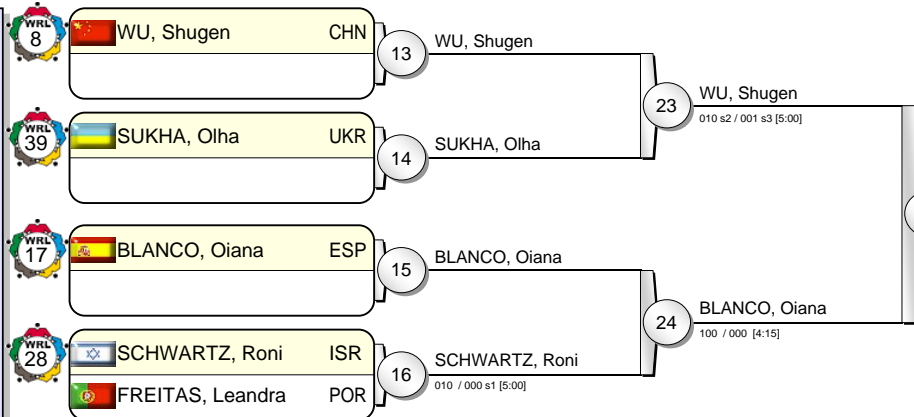 WRL
8
WU, Shugen CHN
13
WU, Shugen
23
WU, Shugen
010 s2 / 001 s3 [5:00]
WRL
39
SUKHA, Olha UKR
14
SUKHA, Olha
WRL
17
BLANCO, Oiana ESP
15
BLANCO, Oiana
24
BLANCO, Oiana
100 / 000 [4:15]
WRL
28
SCHWARTZ, Roni ISR
16
SCHWARTZ, Roni
010 / 000 s1 [5:00]
FREITAS, Leandra POR